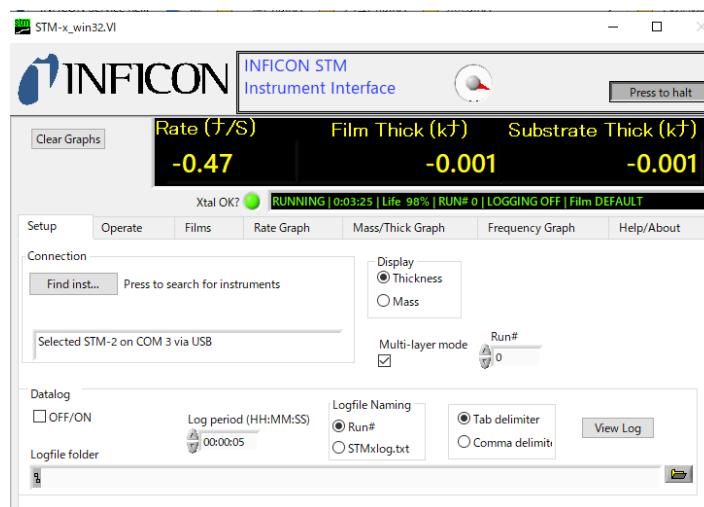 STM-x_win32.VI
INFICON
INFICON STM
Instrument Interface
Press to halt
Clear Graphs
Rate (ナ/S)
Film Thick (kナ)
Substrate Thick (kナ)
-0.47
-0.001
-0.001
Xtal OK?
RUNNING | 0:03:25 | Life 98% | RUN# 0 | LOGGING OFF | Film DEFAULT
Setup
Operate
Films
Rate Graph
Mass/Thick Graph
Frequency Graph
Help/About
Connection
Find inst...
Press to search for instruments
Selected STM-2 on COM 3 via USB
Display
Thickness
Mass
Multi-layer mode
Run#
0
Datalog
OFF/ON
Log period (HH:MM:SS)
00:00:05
Logfile Naming
Run#
STMxlog.txt
Tab delimiter
Comma delimit
View Log
Logfile folder